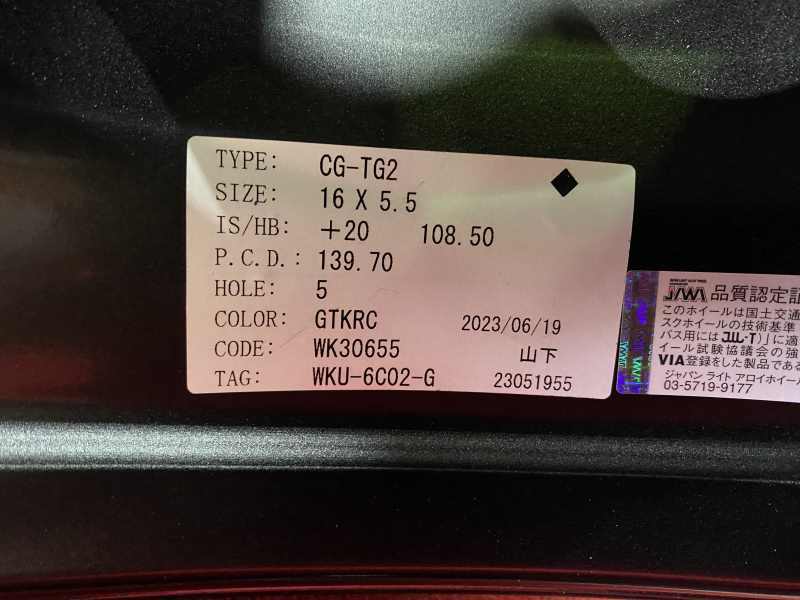 TYPE: CG-TG2
SIZE: 16 X 5.5
IS/HB: +20 108.50
P.C.D.: 139.70
HOLE: 5
COLOR: GTKRC 2023/06/19
CODE: WK30655 山下
TAG: WKU-6C02-G 23051955
JAWA 品質認定証
このホイールは国土交通
スクホイールの技術基準
バス用には JWL-T)」に適
イール試験協議会の強
VIA登録をした製品である
ジャパン ライト アロイホイー
03-5719-9177